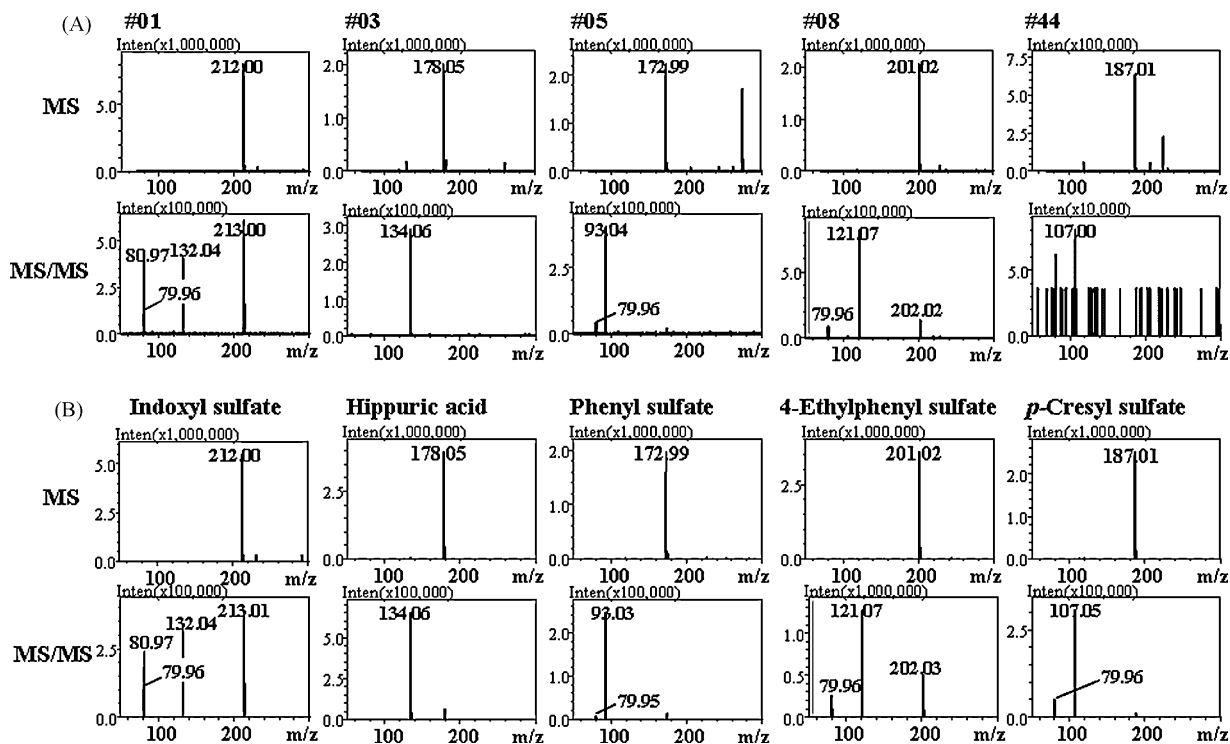 (A) #01 #03 #05 #08 #44
Inten(x1,000,000) Inten(x1,000,000) Inten(x1,000,000) Inten(x1,000,000) Inten(x100,000)
MS
212.00 178.05 172.99 201.02 187.01
5.0 2.0 2.0 2.0 7.5
1.0 1.0 1.0 5.0
2.5
0.0 0.0 0.0 0.0 0.0
100 200 m/z 100 200 m/z 100 200 m/z 100 200 m/z 100 200 m/z
Inten(x100,000) Inten(x100,000) Inten(x100,000) Inten(x100,000) Inten(x10,000)
MS/MS
213.00 134.06 93.04 121.07 107.00
80.97 132.04
79.96 79.96 79.96 202.02
5.0 3.0 2.5 5.0 5.0
2.5 2.0
1.0
0.0 0.0 0.0 0.0 0.0
100 200 m/z 100 200 m/z 100 200 m/z 100 200 m/z 100 200 m/z
(B) Indoxyl sulfate Hippuric acid Phenyl sulfate 4-Ethylphenyl sulfate p-Cresyl sulfate
Inten(x1,000,000) Inten(x1,000,000) Inten(x1,000,000) Inten(x1,000,000) Inten(x1,000,000)
MS
212.00 178.05 172.99 201.02 187.01
5.0 2.5 2.0 2.5 2.0
2.5 1.0 1.0
0.0 0.0 0.0 0.0 0.0
100 200 m/z 100 200 m/z 100 200 m/z 100 200 m/z 100 200 m/z
Inten(x100,000) Inten(x100,000) Inten(x100,000) Inten(x1,000,000) Inten(x100,000)
MS/MS
213.01 134.06 93.03 121.07 107.05
80.97 132.04
79.96 79.95 79.96 202.03 79.96
2.5 5.0 2.0 1.0 2.5
2.5 1.0 0.5
0.0 0.0 0.0 0.0 0.0
100 200 m/z 100 200 m/z 100 200 m/z 100 200 m/z 100 200 m/z